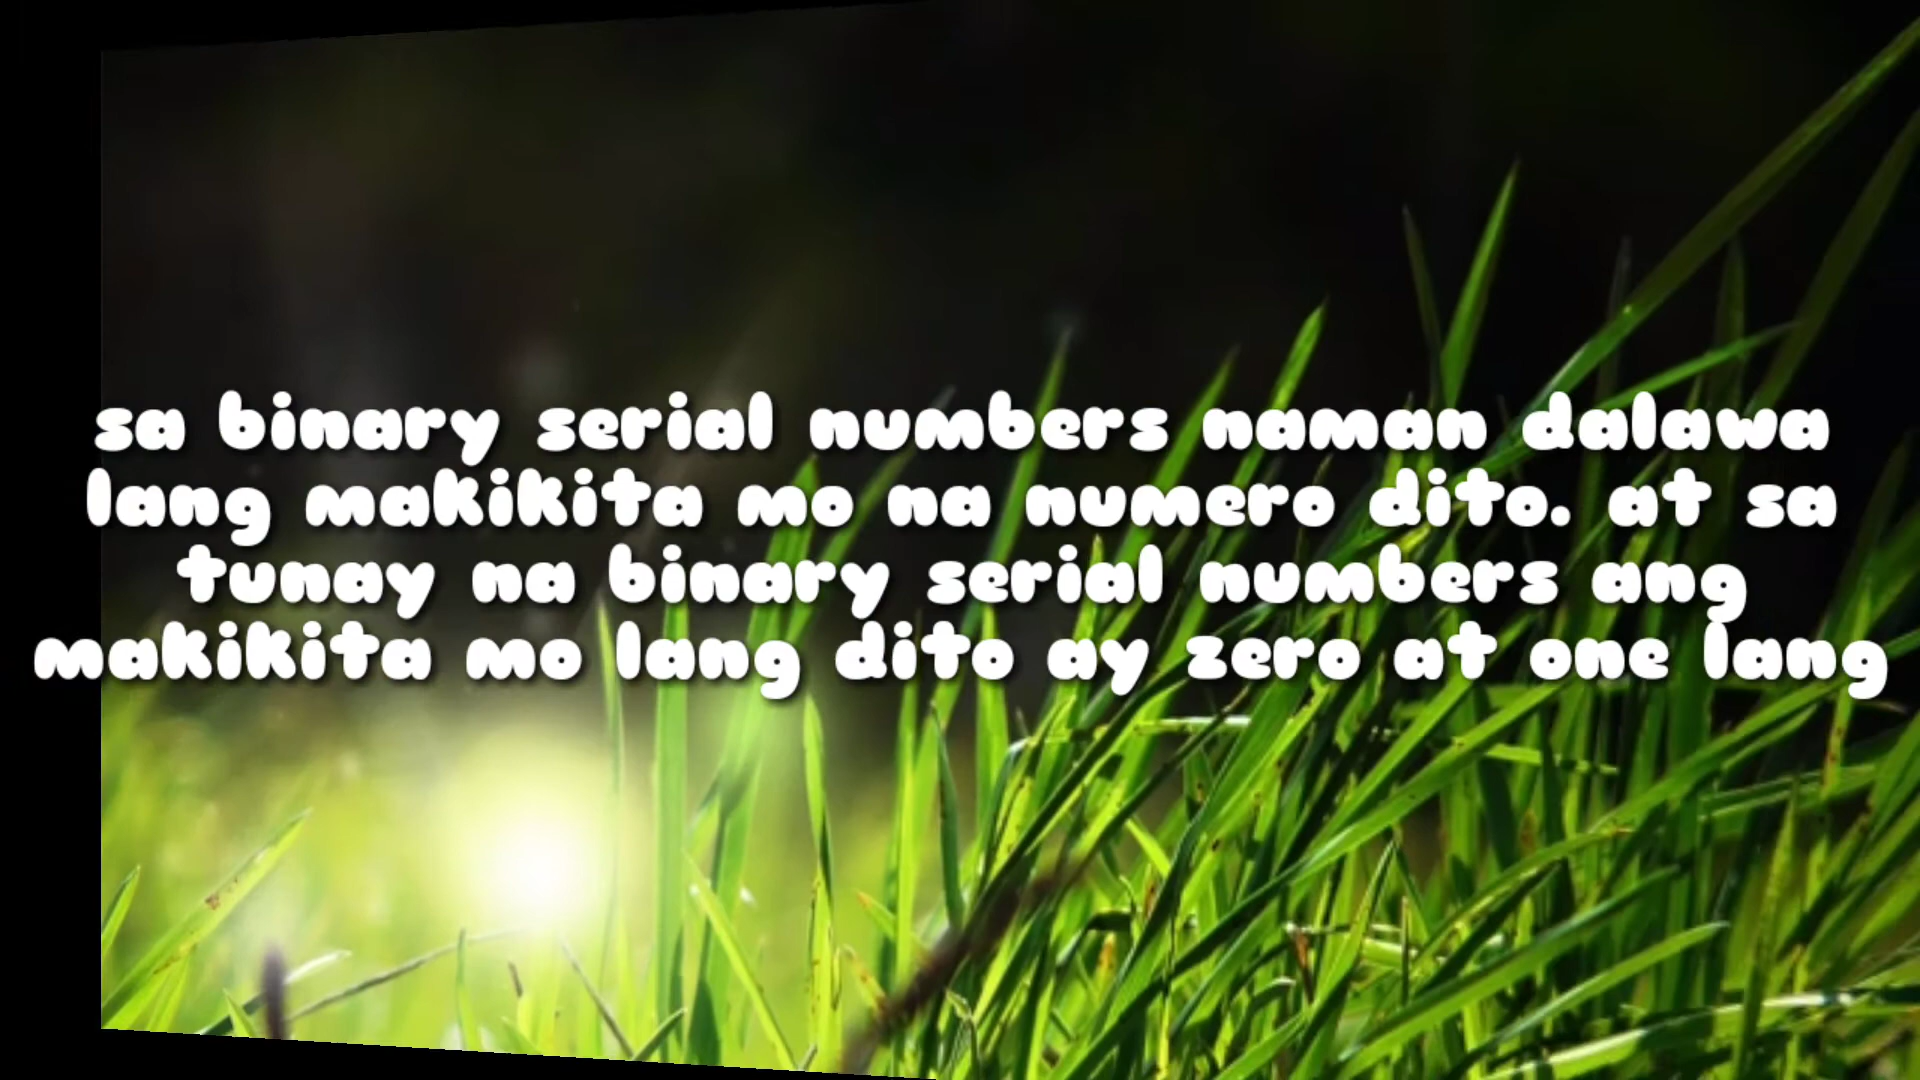 sa binary serial numbers naman dalawa
lang makikita mo na numero dito. at sa
tunay na binary serial numbers ang
makikita mo lang dito ay zero at one lang